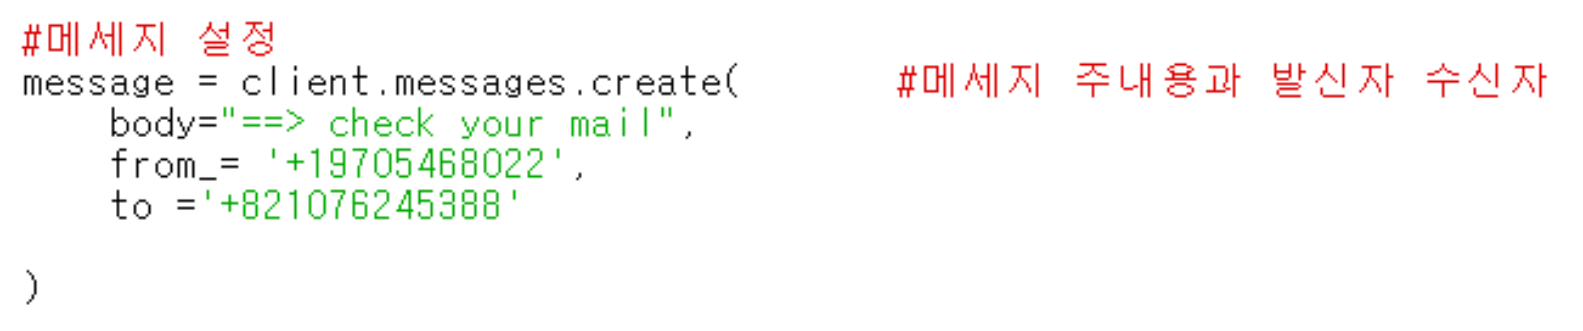 #메세지 설정
message = client.messages.create( #메세지 주내용과 발신자 수신자
body="==> check your mail",
from_= '+19705468022',
to ='+821076245388'
)